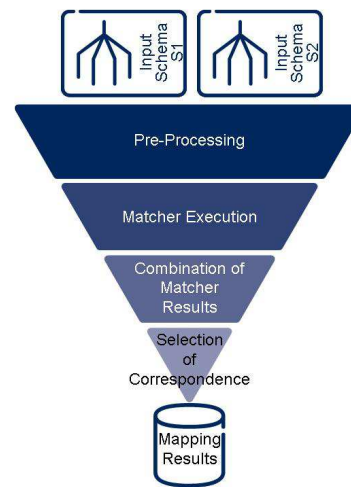 Input
Schema
S1
Input
Schema
S2
Pre-Processing
Matcher Execution
Combination of
Matcher
Results
Selection
of
Correspondence
Mapping
Results